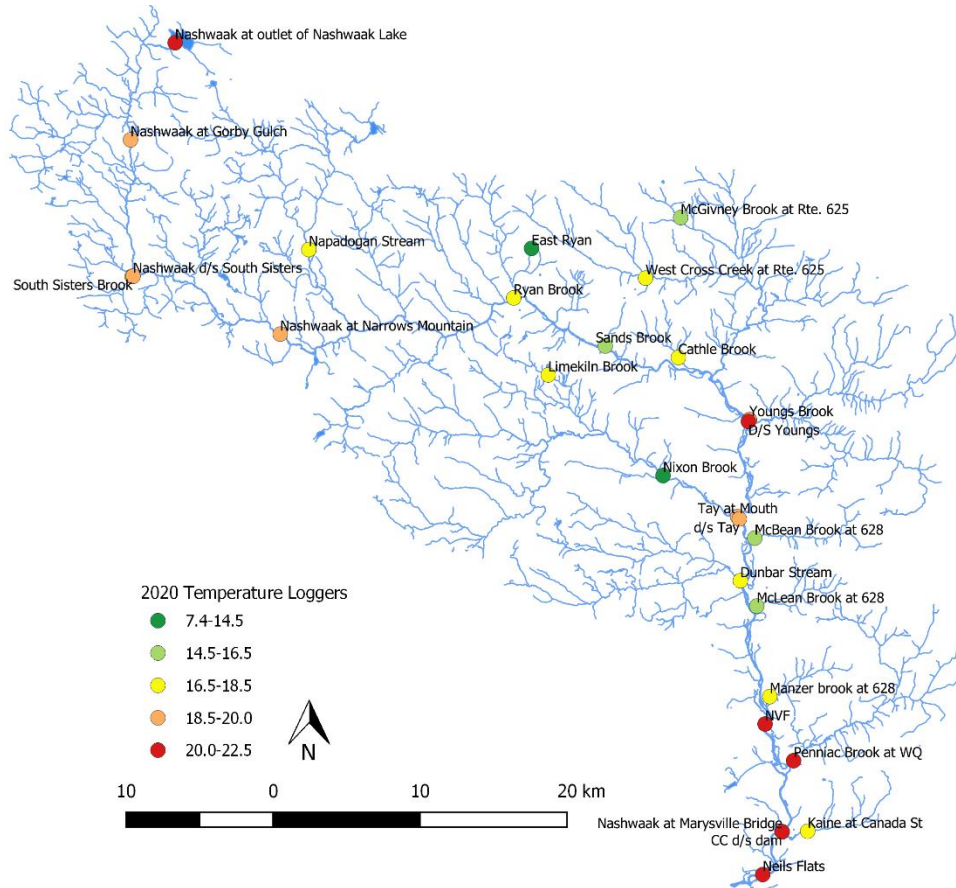 Nashwaak at outlet of Nashwaak Lake
Nashwaak at Gorby Gulch
McGivney Brook at Rte. 625
Napadogan Stream
East Ryan
Nashwaak d/s South Sisters
South Sisters Brook
West Cross Creek at Rte. 625
Ryan Brook
Nashwaak at Narrows Mountain
Sands Brook
Cathle Brook
Limekiln Brook
Youngs Brook
D/S Youngs
Nixon Brook
Tay at Mouth
d/s Tay
McBean Brook at 628
Dunbar Stream
McLean Brook at 628
Manzer brook at 628
NVF
Penniac Brook at WQ
Nashwaak at Marysville Bridge
CC d/s dam
Kaine at Canada St
Neils Flats
2020 Temperature Loggers
7.4-14.5
14.5-16.5
16.5-18.5
18.5-20.0
20.0-22.5
N
10 0 10 20 km